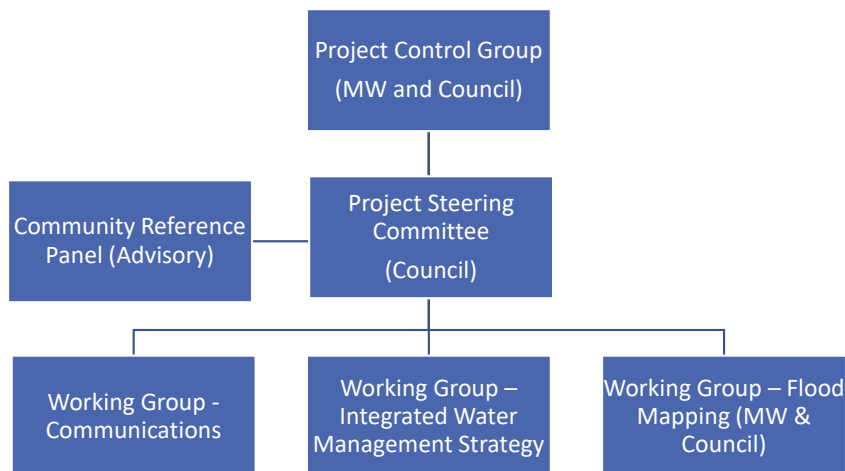 Project Control Group
(MW and Council)
Community Reference
Panel (Advisory)
Project Steering
Committee
(Council)
Working Group -
Communications
Working Group –
Integrated Water
Management Strategy
Working Group – Flood
Mapping (MW &
Council)